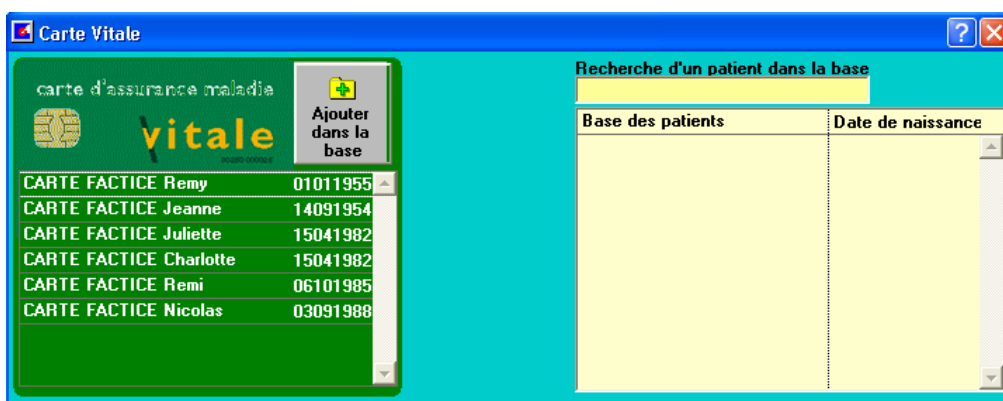 Carte Vitale
carte d'assurance maladie
vitale
Ajouter
dans la
base
CARTE FACTICE Remy 01011955
CARTE FACTICE Jeanne 14091954
CARTE FACTICE Juliette 15041982
CARTE FACTICE Charlotte 15041982
CARTE FACTICE Remi 06101985
CARTE FACTICE Nicolas 03091988
Recherche d'un patient dans la base
Base des patients Date de naissance